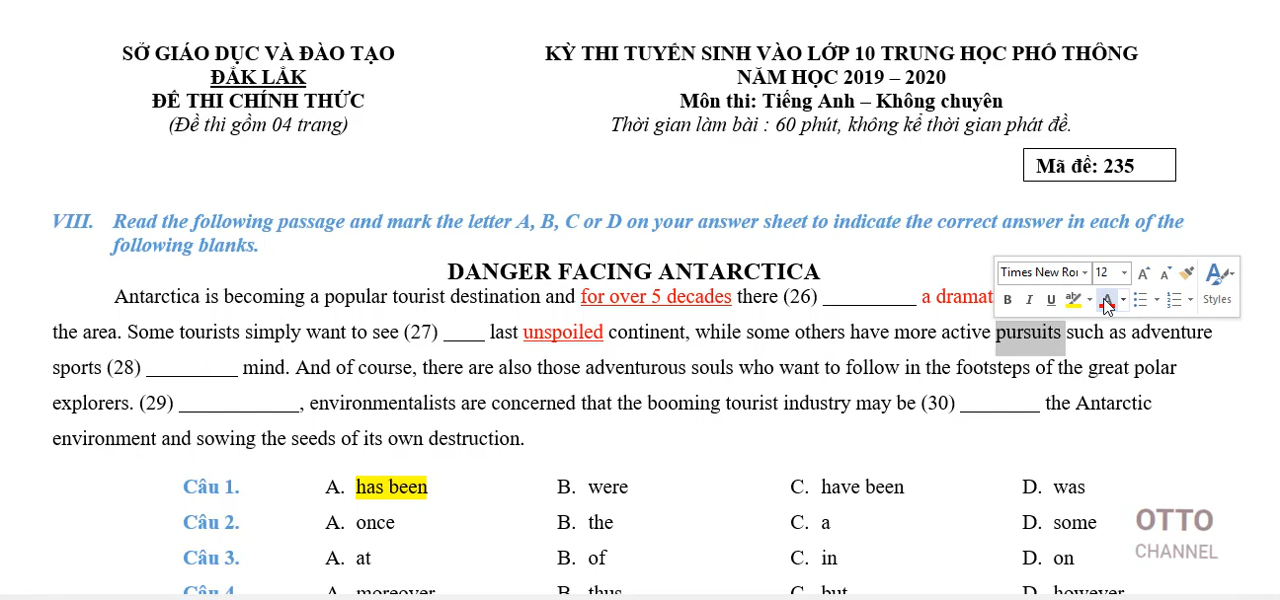 SỞ GIÁO DỤC VÀ ĐÀO TẠO
ĐẮK LẮK
ĐỀ THI CHÍNH THỨC
(Đề thi gồm 04 trang)
KỲ THI TUYỂN SINH VÀO LỚP 10 TRUNG HỌC PHỔ THÔNG
NĂM HỌC 2019 – 2020
Môn thi: Tiếng Anh – Không chuyên
Thời gian làm bài : 60 phút, không kể thời gian phát đề.
Mã đề: 235
VIII. Read the following passage and mark the letter A, B, C or D on your answer sheet to indicate the correct answer in each of the
following blanks.
DANGER FACING ANTARCTICA
Times New Ro 12
B I U ab A Styles
Antarctica is becoming a popular tourist destination and for over 5 decades there (26) _________ a dramat
the area. Some tourists simply want to see (27) ____ last unspoiled continent, while some others have more active pursuits such as adventure
sports (28) _________ mind. And of course, there are also those adventurous souls who want to follow in the footsteps of the great polar
explorers. (29) ____________, environmentalists are concerned that the booming tourist industry may be (30) ________ the Antarctic
environment and sowing the seeds of its own destruction.
Câu 1. A. has been B. were C. have been D. was
Câu 2. A. once B. the C. a D. some
Câu 3. A. at B. of C. in D. on
Câu 4. A. moreover B. thus C. but D. however
OTTO
CHANNEL